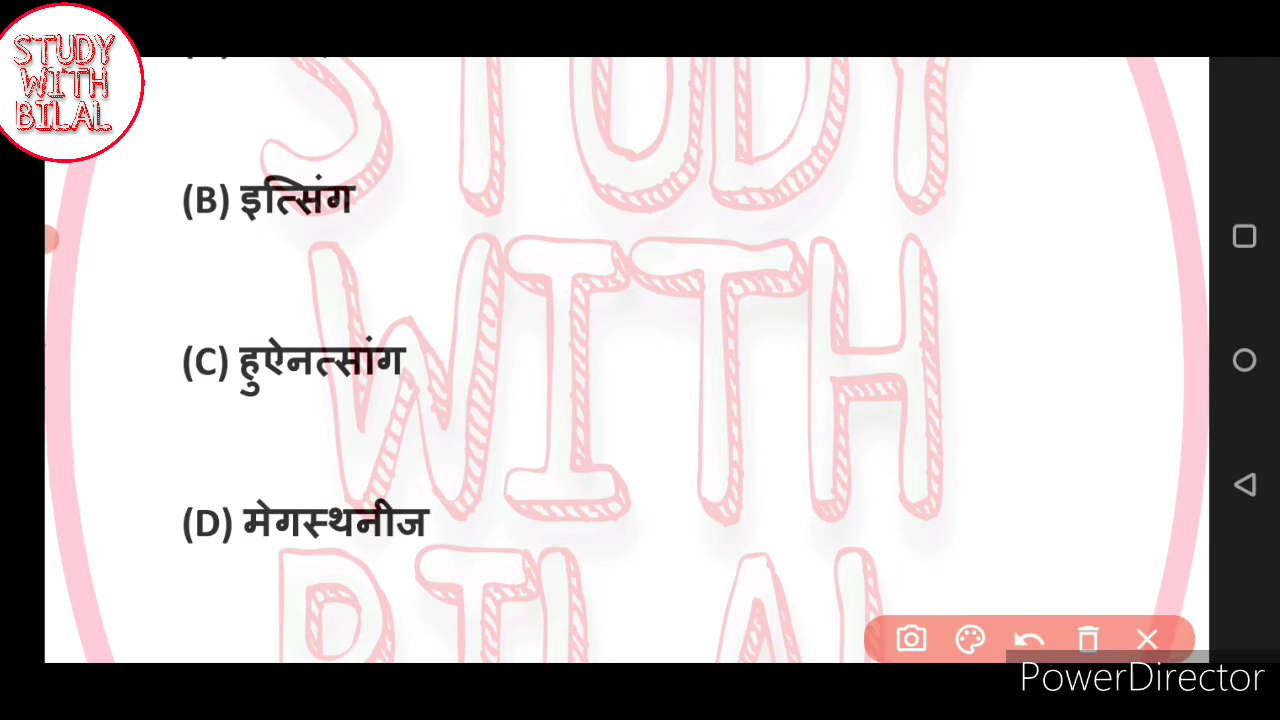 STUDY
WITH
BILAL
STUDY
(B) इत्सिंग
WITH
(C) हुऐनत्सांग
(D) मेगस्थनीज
BILAL
PowerDirector